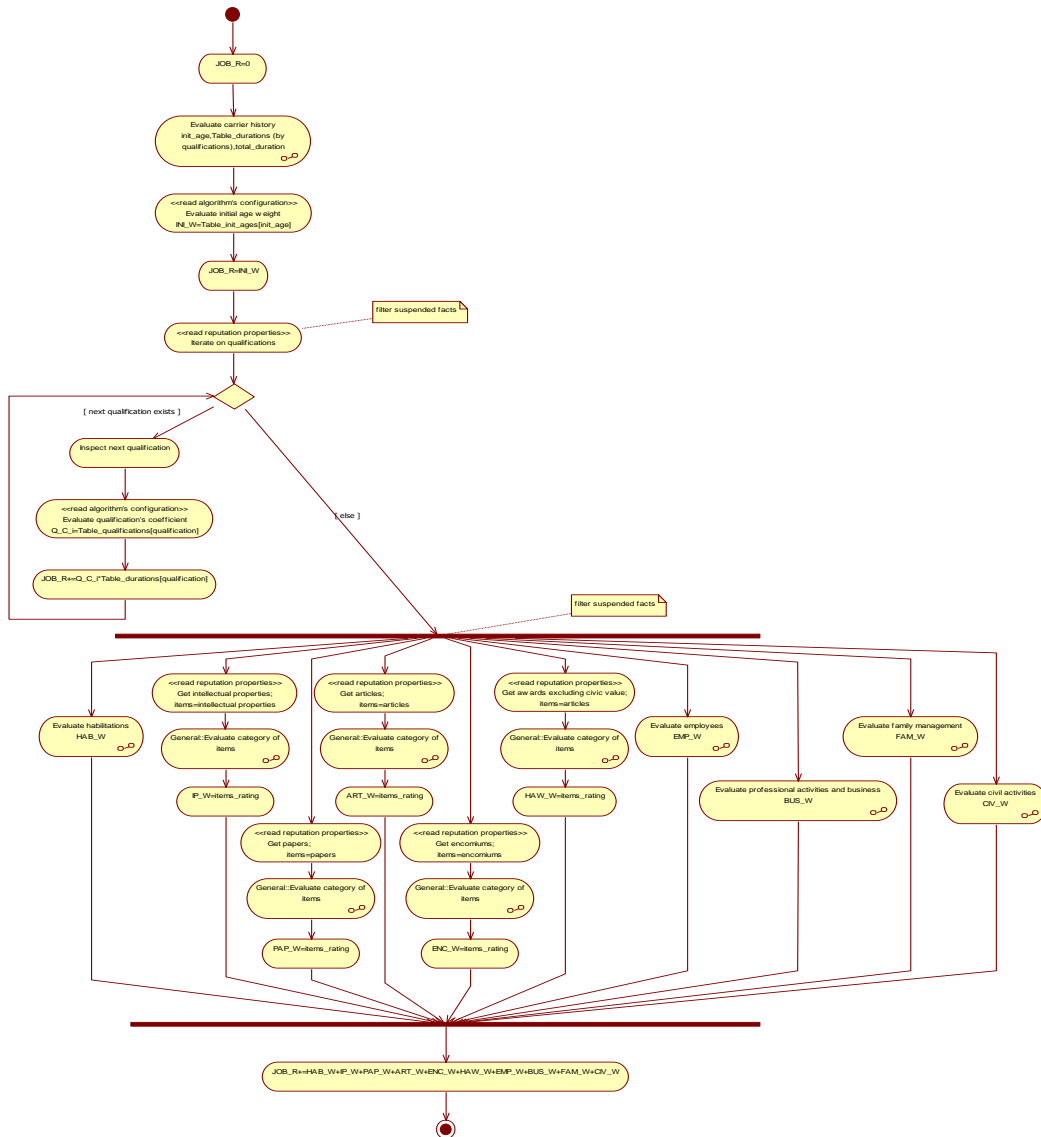 JOB_R=0
Evaluate carrier history
init_age,Table_durations (by
qualifications),total_duration
<<read algorithm's configuration>>
Evaluate initial age weight
INI_W=Table_init_ages[init_age]
JOB_R=INI_W
filter suspended facts
<<read reputation properties>>
Iterate on qualifications
[ next qualification exists ]
Inspect next qualification
<<read algorithm's configuration>>
Evaluate qualification's coefficient
Q_C_i=Table_qualifications[qualification]
[ else ]
JOB_R+=Q_C_i*Table_durations[qualification]
filter suspended facts
<<read reputation properties>>
Get intellectual properties;
items=intellectual properties
<<read reputation properties>>
Get articles;
items=articles
<<read reputation properties>>
Get awards excluding civic value;
items=articles
Evaluate habilitations
HAB_W
General::Evaluate category of
items
General::Evaluate category of
items
General::Evaluate category of
items
Evaluate employees
EMP_W
Evaluate family management
FAM_W
IP_W=items_rating
ART_W=items_rating
HAW_W=items_rating
Evaluate professional activities and business
BUS_W
Evaluate civil activities
CIV_W
<<read reputation properties>>
Get papers;
items=papers
<<read reputation properties>>
Get encomiums;
items=encomiums
General::Evaluate category of
items
General::Evaluate category of
items
PAP_W=items_rating
ENC_W=items_rating
JOB_R+=HAB_W+IP_W+PAP_W+ART_W+ENC_W+HAW_W+EMP_W+BUS_W+FAM_W+CIV_W